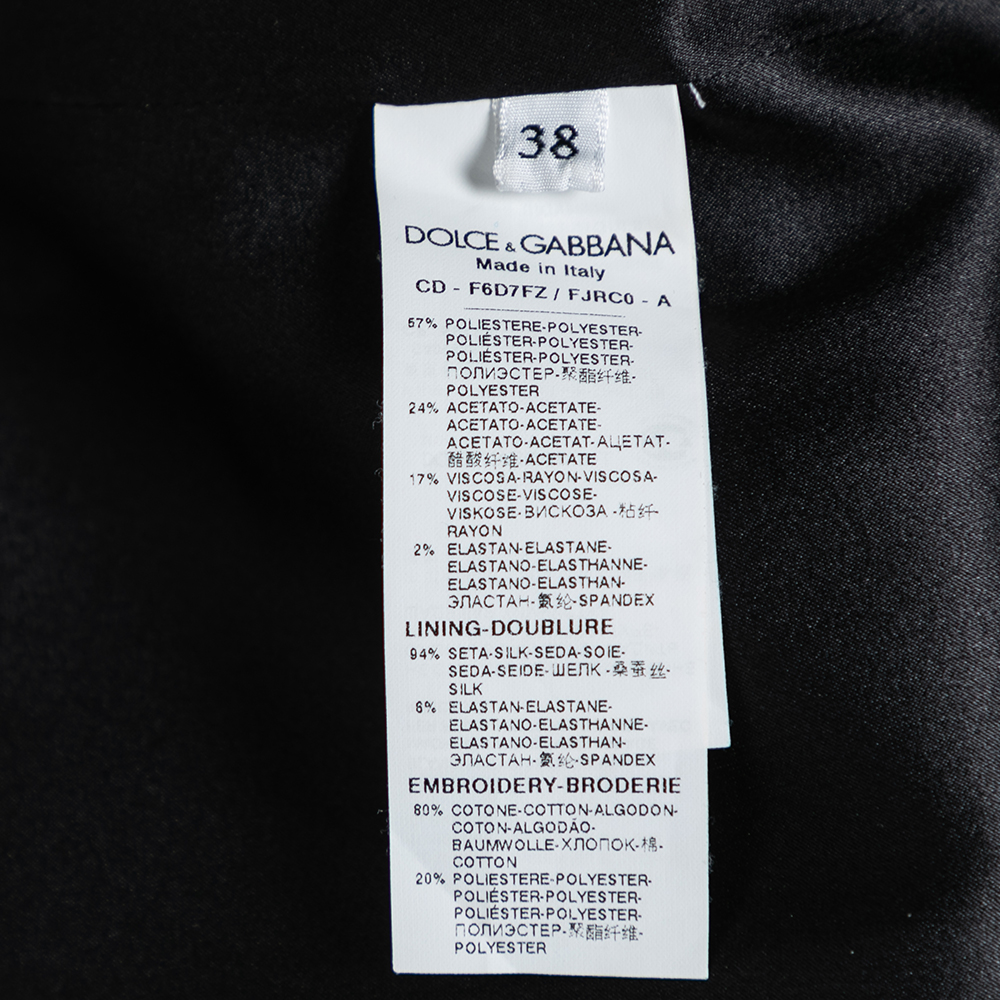 38
DOLCE & GABBANA
Made in Italy
CD - F6D7FZ / FJRC0 - A
57% POLIESTERE-POLYESTER-
POLIÉSTER-POLYESTER-
POLIÉSTER-POLYESTER-
ПОЛИЭСТЕР-聚酯纤维-
POLYESTER
24% ACETATO-ACETATE-
ACETATO-ACETATE-
ACETATO-ACETAT-АЦЕТАТ-
醋酸纤维-ACETATE
17% VISCOSA-RAYON-VISCOSA-
VISCOSE-VISCOSE-
VISKOSE-ВИСКОЗА -粘纤-
RAYON
2% ELASTAN-ELASTANE-
ELASTANO-ELASTHANNE-
ELASTANO-ELASTHAN-
ЭЛАСТАН-氨纶-SPANDEX
LINING-DOUBLURE
94% SETA-SILK-SEDA-SOIE-
SEDA-SEIDE-ШЕЛК -桑蚕丝-
SILK
6% ELASTAN-ELASTANE-
ELASTANO-ELASTHANNE-
ELASTANO-ELASTHAN-
ЭЛАСТАН-氨纶-SPANDEX
EMBROIDERY-BRODERIE
80% COTONE-COTTON-ALGODON-
COTON-ALGODÃO-
BAUMWOLLE-ХЛОПОК-棉-
COTTON
20% POLIESTERE-POLYESTER-
POLIÉSTER-POLYESTER-
POLIÉSTER-POLYESTER-
ПОЛИЭСТЕР-聚酯纤维-
POLYESTER